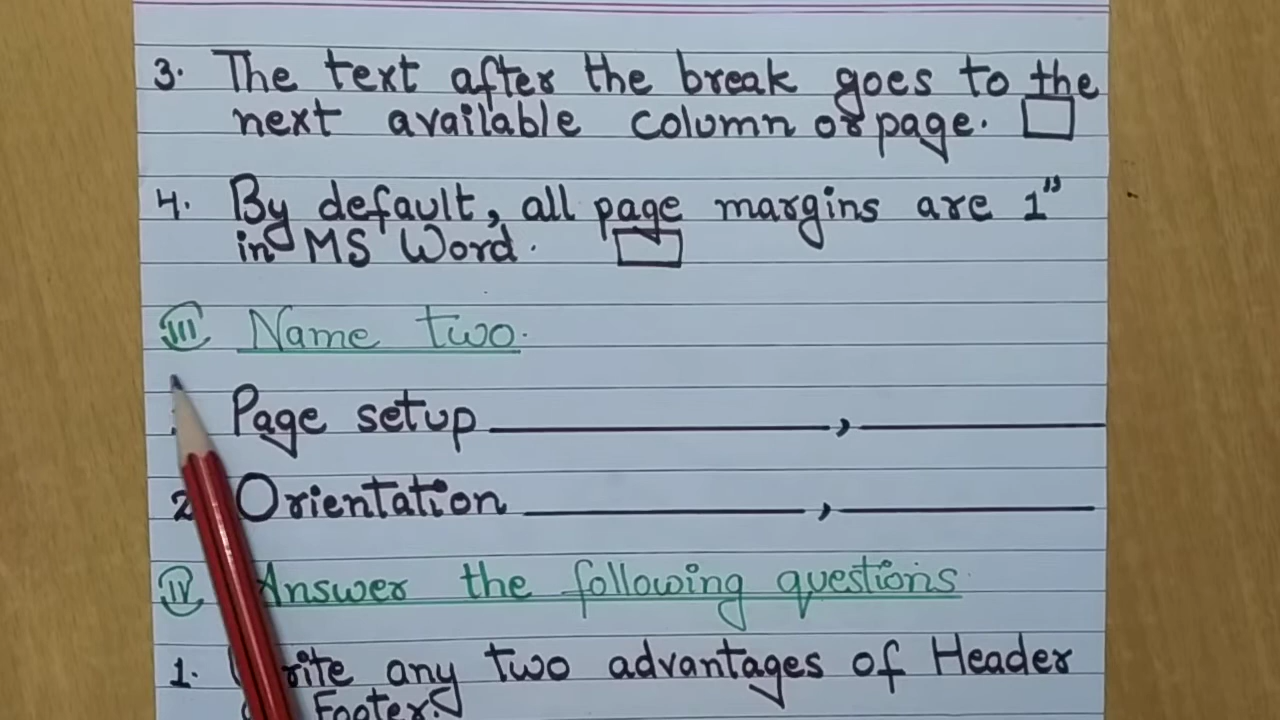 3. The text after the break goes to the
next available column or page.
4. By default, all page margins are 1"
in MS Word.
III Name two.
Page setup ,
2 Orientation ,
IV Answer the following questions.
1. any two advantages of Header
Footer.